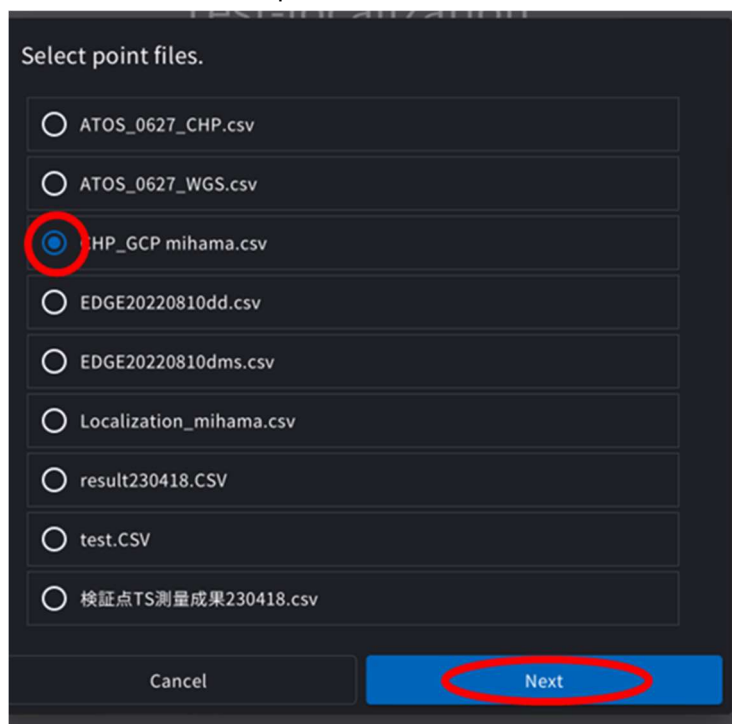 Test-localization
Select point files.
ATOS_0627_CHP.csv
ATOS_0627_WGS.csv
CHP_GCP mihama.csv
EDGE20220810dd.csv
EDGE20220810dms.csv
Localization_mihama.csv
result230418.CSV
test.CSV
検証点TS測量成果230418.csv
Cancel Next